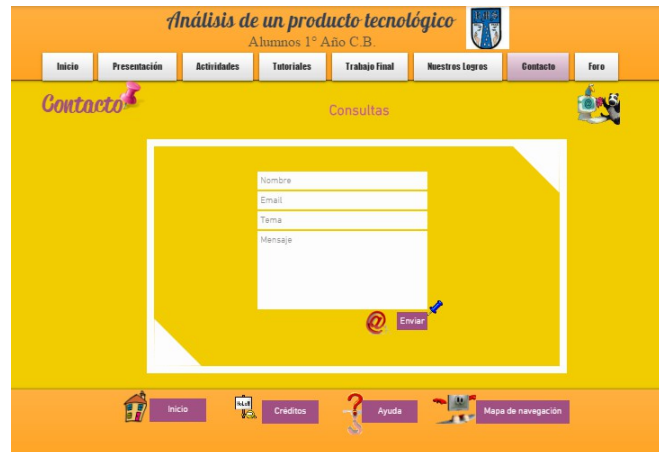 Análisis de un producto tecnológico
Alumnos 1° Año C.B.
Inicio Presentación Actividades Tutoriales Trabajo Final Nuestros Logros Contacto Foro
Contacto
Consultas
Nombre
Email
Tema
Mensaje
@ Enviar
Inicio Créditos Ayuda Mapa de navegación